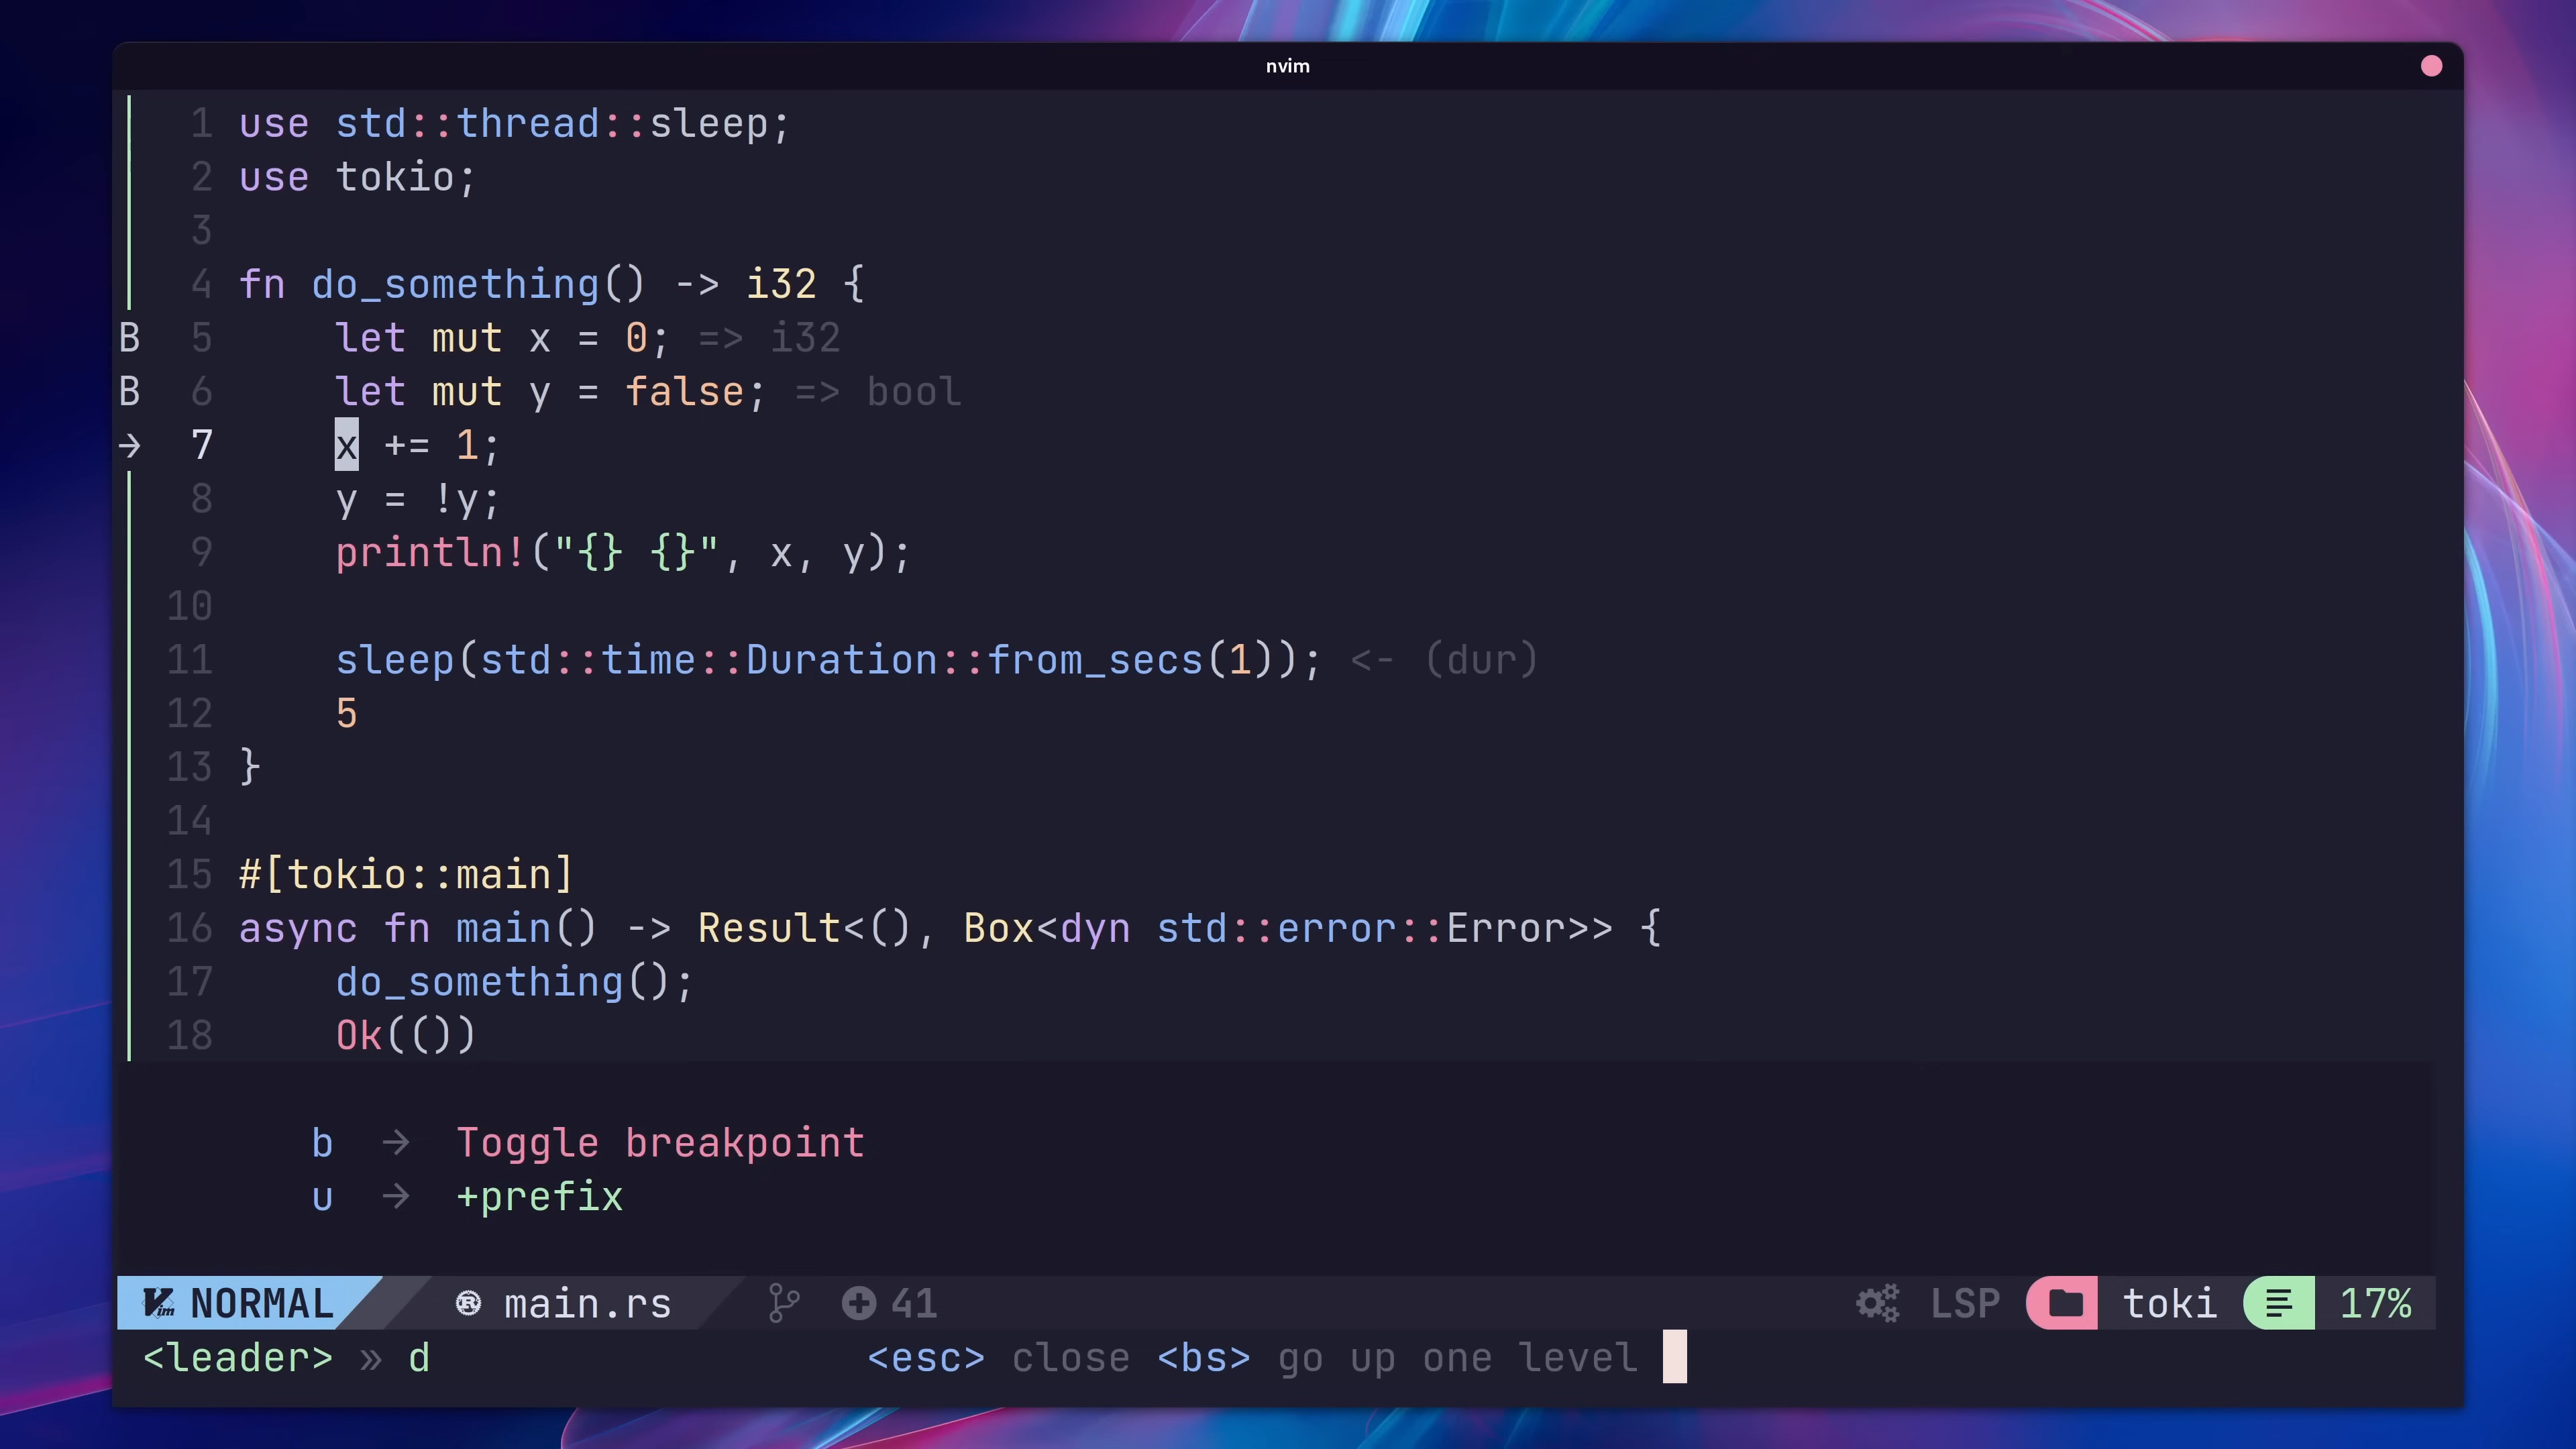 nvim
1 use std::thread::sleep;
2 use tokio;
3
4 fn do_something() -> i32 {
B 5     let mut x = 0; => i32
B 6     let mut y = false; => bool
→ 7     x += 1;
8     y = !y;
9     println!("{} {}", x, y);
10
11     sleep(std::time::Duration::from_secs(1)); <- (dur)
12     5
13 }
14
15 #[tokio::main]
16 async fn main() -> Result<(), Box<dyn std::error::Error>> {
17     do_something();
18     Ok(())
b → Toggle breakpoint
u → +prefix
NORMAL main.rs 41 LSP toki 17%
<leader> » d <esc> close <bs> go up one level